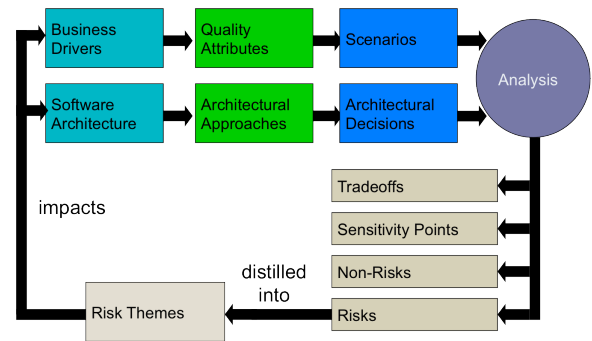 Business
Drivers
Quality
Attributes
Scenarios
Analysis
Software
Architecture
Architectural
Approaches
Architectural
Decisions
Tradeoffs
impacts
Sensitivity Points
distilled
into
Non-Risks
Risk Themes
Risks